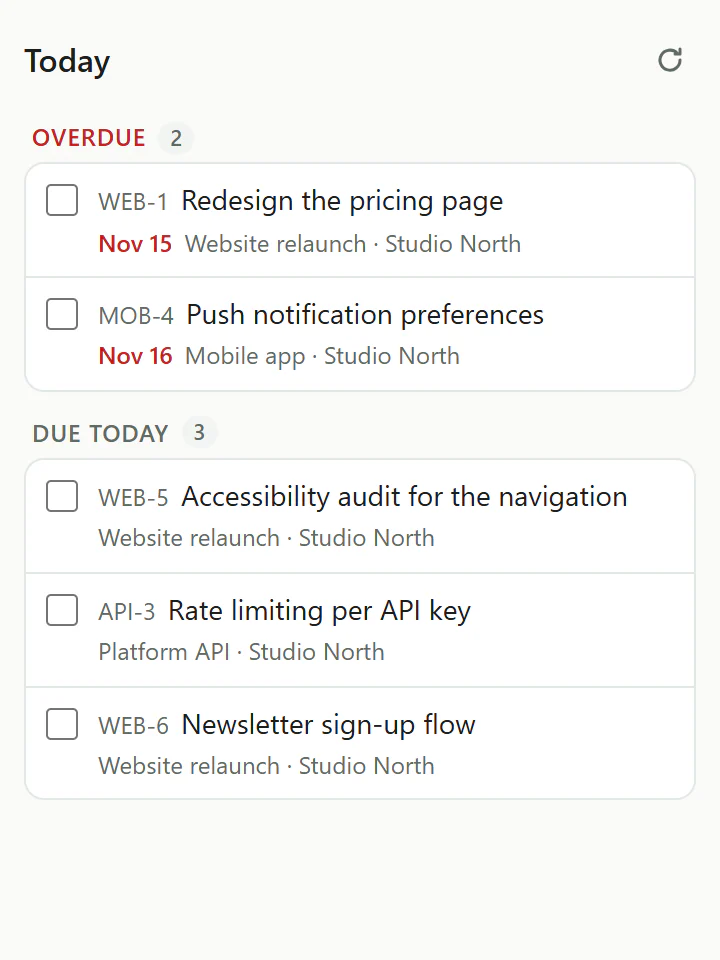 Today
OVERDUE 2
WEB-1 Redesign the pricing page
Nov 15 Website relaunch · Studio North
MOB-4 Push notification preferences
Nov 16 Mobile app · Studio North
DUE TODAY 3
WEB-5 Accessibility audit for the navigation
Website relaunch · Studio North
API-3 Rate limiting per API key
Platform API · Studio North
WEB-6 Newsletter sign-up flow
Website relaunch · Studio North